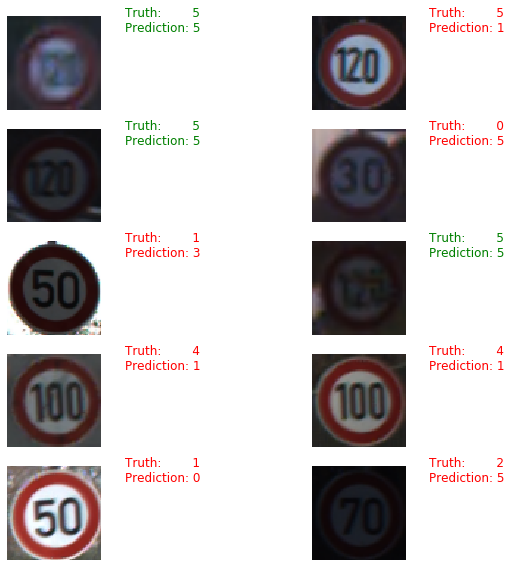 Truth: 5
Prediction: 5
120
Truth: 5
Prediction: 1
120
Truth: 5
Prediction: 5
120
Truth: 0
Prediction: 5
30
Truth: 1
Prediction: 3
50
Truth: 5
Prediction: 5
Truth: 4
Prediction: 1
100
Truth: 4
Prediction: 1
100
Truth: 1
Prediction: 0
50
Truth: 2
Prediction: 5
70